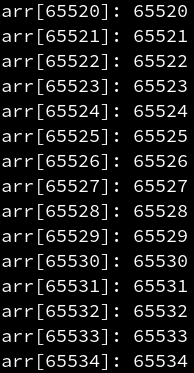 arr[65520]: 65520
arr[65521]: 65521
arr[65522]: 65522
arr[65523]: 65523
arr[65524]: 65524
arr[65525]: 65525
arr[65526]: 65526
arr[65527]: 65527
arr[65528]: 65528
arr[65529]: 65529
arr[65530]: 65530
arr[65531]: 65531
arr[65532]: 65532
arr[65533]: 65533
arr[65534]: 65534